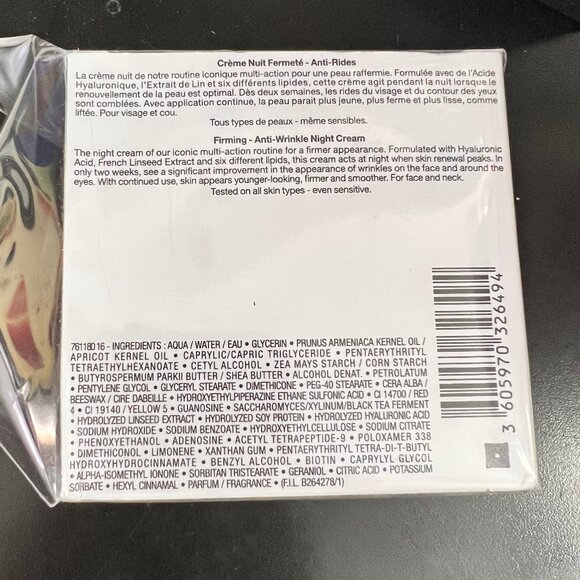 Crème Nuit Fermeté - Anti-Rides
La crème nuit de notre routine iconique multi-action pour une peau raffermie. Formulée avec de l'Acide
Hyaluronique, l'Extrait de Lin et six différents lipides, cette crème agit pendant la nuit lorsque le
renouvellement de la peau est optimal. Dès deux semaines, les rides du visage et du contour des yeux
sont comblées. Avec application continue, la peau parait plus jeune, plus ferme et plus lisse, comme
liftée. Pour visage et cou.
Tous types de peaux - même sensibles.
Firming - Anti-Wrinkle Night Cream
The night cream of our iconic multi-action routine for a firmer appearance. Formulated with Hyaluronic
Acid, French Linseed Extract and six different lipids, this cream acts at night when skin renewal peaks. In
only two weeks, see a significant improvement in the appearance of wrinkles on the face and around the
eyes. With continued use, skin appears younger-looking, firmer and smoother. For face and neck.
Tested on all skin types - even sensitive.
761180 16 - INGREDIENTS : AQUA / WATER / EAU • GLYCERIN • PRUNUS ARMENIACA KERNEL OIL /
APRICOT KERNEL OIL • CAPRYLIC/CAPRIC TRIGLYCERIDE • PENTAERYTHRITYL
TETRAETHYLHEXANOATE • CETYL ALCOHOL • ZEA MAYS STARCH / CORN STARCH
• BUTYROSPERMUM PARKII BUTTER / SHEA BUTTER • ALCOHOL DENAT. • PETROLATUM
• PENTYLENE GLYCOL • GLYCERYL STEARATE • DIMETHICONE • PEG-40 STEARATE • CERA ALBA /
BEESWAX / CIRE DABEILLE • HYDROXYETHYLPIPERAZINE ETHANE SULFONIC ACID • CI 14700 / RED
4 • CI 19140 / YELLOW 5 • GUANOSINE • SACCHAROMYCES/XYLINUM/BLACK TEA FERMENT
• HYDROLYZED LINSEED EXTRACT • HYDROLYZED SOY PROTEIN • HYDROLYZED HYALURONIC ACID
• SODIUM HYDROXIDE • SODIUM BENZOATE • HYDROXYETHYLCELLULOSE • SODIUM CITRATE
• PHENOXYETHANOL • ADENOSINE • ACETYL TETRAPEPTIDE-9 • POLOXAMER 338
• DIMETHICONOL • LIMONENE • XANTHAN GUM • PENTAERYTHRITYL TETRA-DI-T-BUTYL
HYDROXYHYDROCINNAMATE • BENZYL ALCOHOL • BIOTIN • CAPRYLYL GLYCOL
• ALPHA-ISOMETHYL IONONE • SORBITAN TRISTEARATE • GERANIOL • CITRIC ACID • POTASSIUM
SORBATE • HEXYL CINNAMAL • PARFUM / FRAGRANCE • (F.I.L. B264278/1)
3 605970 326494